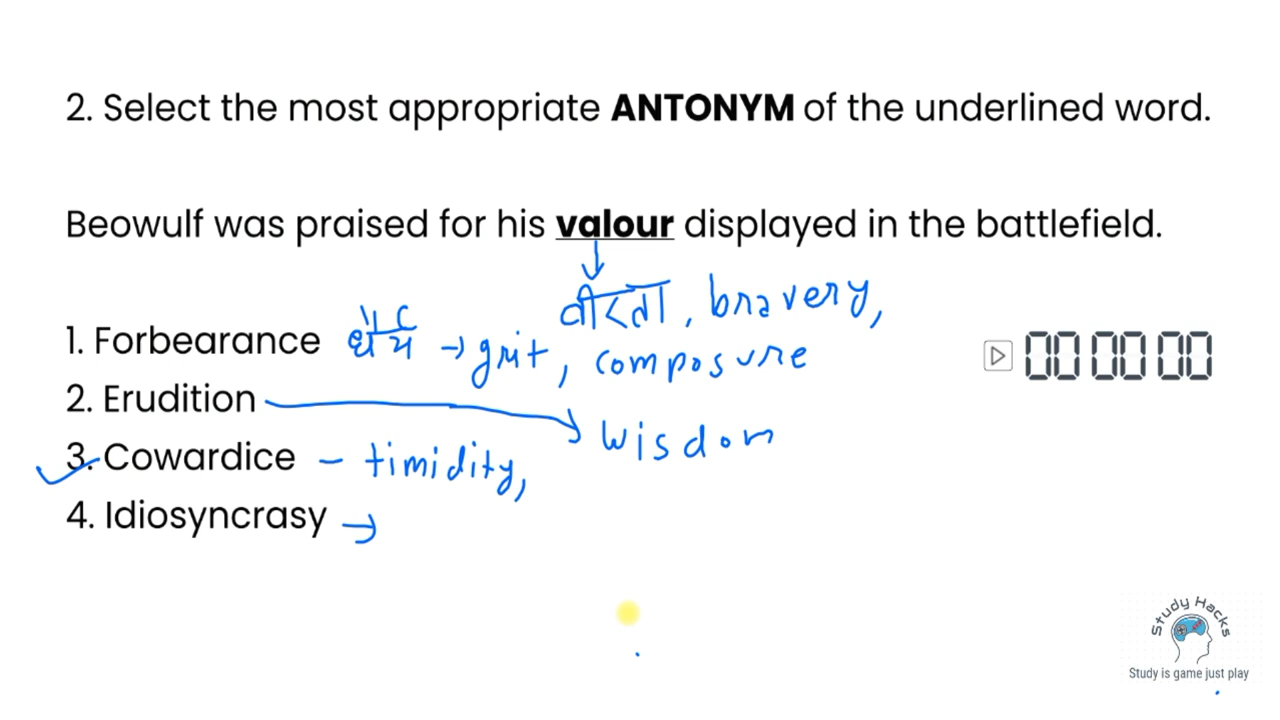 2. Select the most appropriate ANTONYM of the underlined word.
Beowulf was praised for his valour displayed in the battlefield.
वीरता, bravery,
1. Forbearance धैर्य → grit, composure
2. Erudition → wisdom
3. Cowardice - timidity,
4. Idiosyncrasy →
00 00 00
Study Hacks
Study is game just play